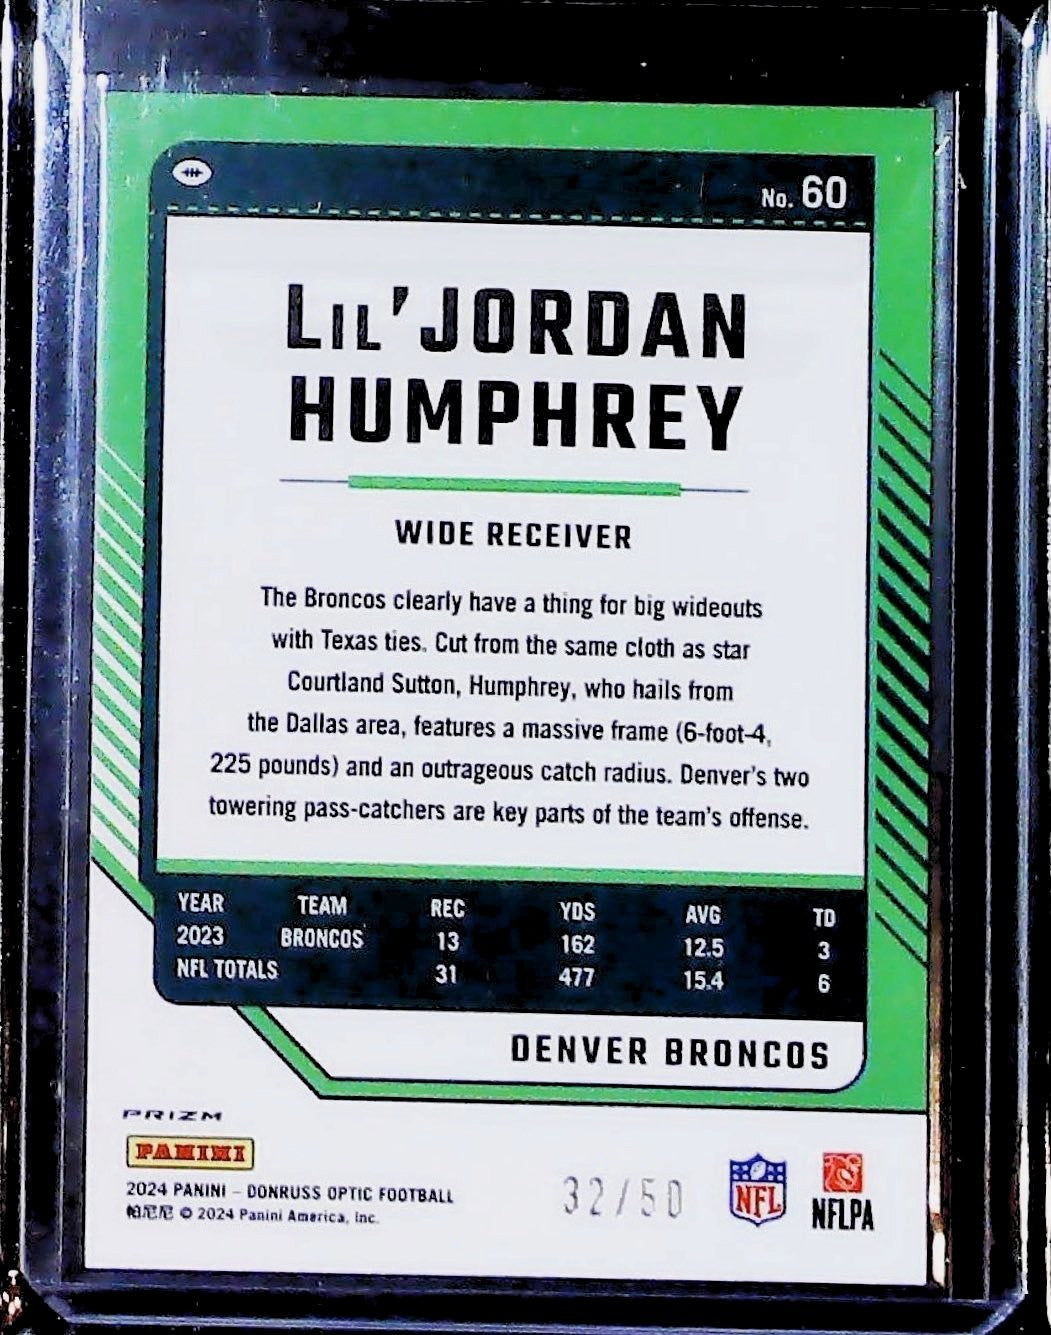 No. 60
LIL'JORDAN
HUMPHREY
WIDE RECEIVER
The Broncos clearly have a thing for big wideouts
with Texas ties. Cut from the same cloth as star
Courtland Sutton, Humphrey, who hails from
the Dallas area, features a massive frame (6-foot-4,
225 pounds) and an outrageous catch radius. Denver's two
towering pass-catchers are key parts of the team's offense.
YEAR TEAM REC YDS AVG TD
2023 BRONCOS 13 162 12.5 3
NFL TOTALS 31 477 15.4 6
DENVER BRONCOS
PRIZM
PANINI
2024 PANINI – DONRUSS OPTIC FOOTBALL
帕尼尼 © 2024 Panini America, Inc.
32/50
NFL
NFLPA